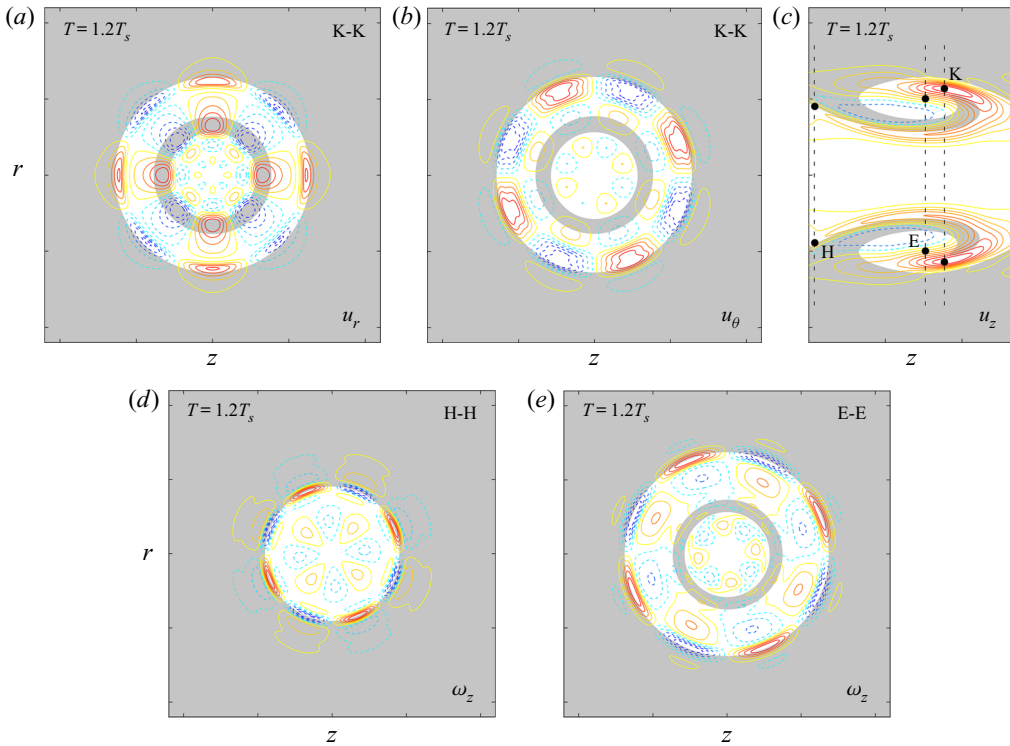 (a)
T = 1.2T_s
K-K
u_r
r
z
(b)
T = 1.2T_s
K-K
u_θ
z
(c)
T = 1.2T_s
K
H
E
u_z
z
(d)
T = 1.2T_s
H-H
ω_z
r
z
(e)
T = 1.2T_s
E-E
ω_z
z